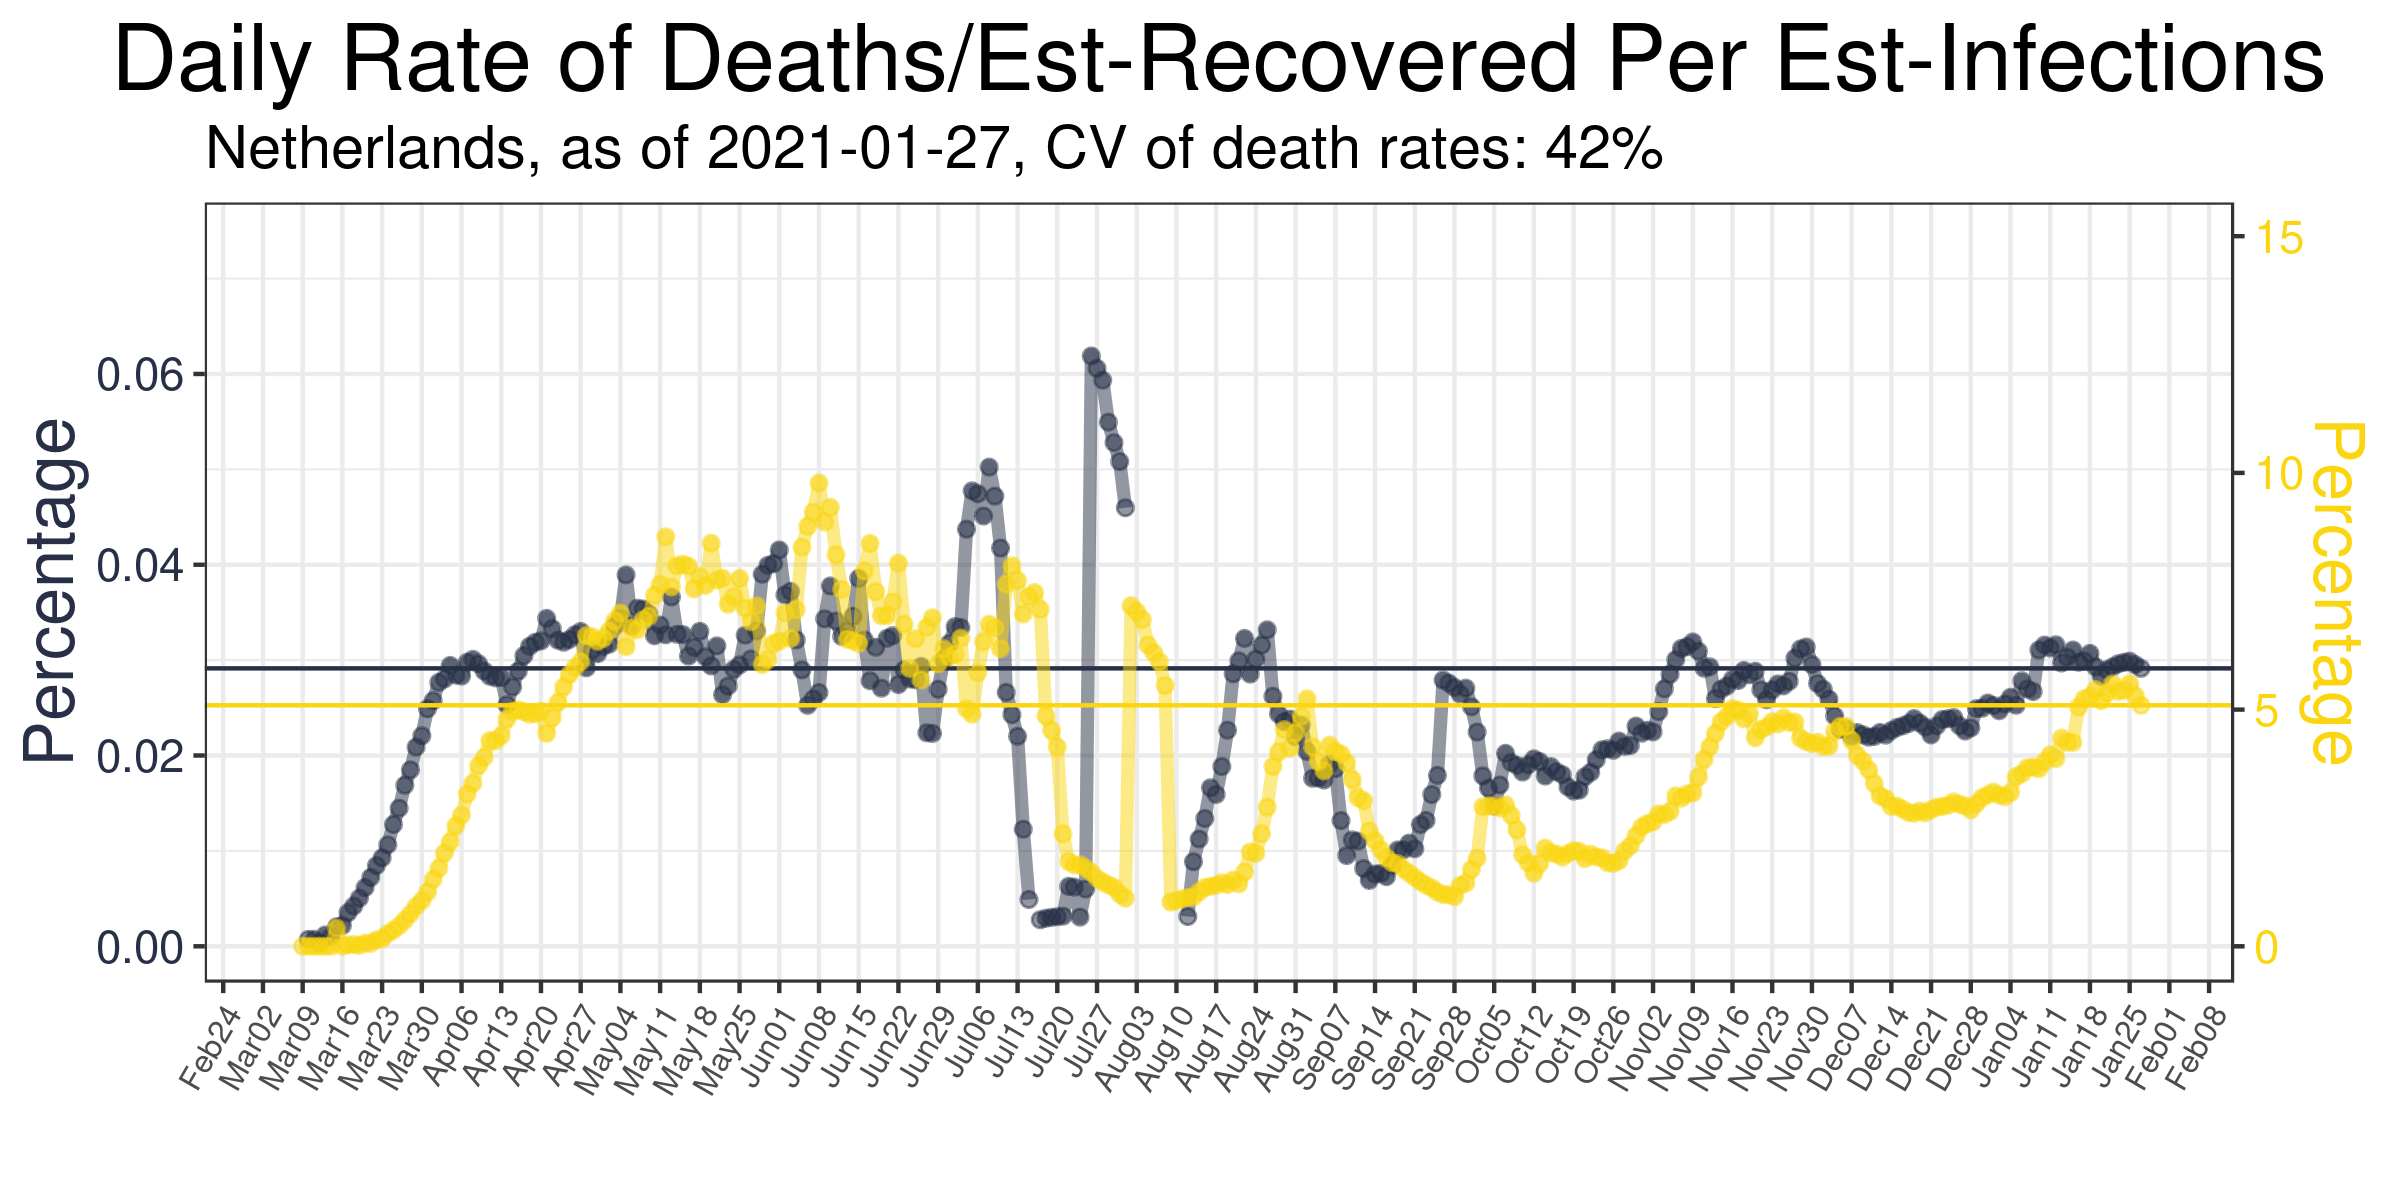 Daily Rate of Deaths/Est-Recovered Per Est-Infections
Netherlands, as of 2021-01-27, CV of death rates: 42%
Percentage
0.06
0.04
0.02
0.00
15
10
5
0
Percentage
Feb24 Mar02 Mar09 Mar16 Mar23 Mar30 Apr06 Apr13 Apr20 Apr27 May04 May11 May18 May25 Jun01 Jun08 Jun15 Jun22 Jun29 Jul06 Jul13 Jul20 Jul27 Aug03 Aug10 Aug17 Aug24 Aug31 Sep07 Sep14 Sep21 Sep28 Oct05 Oct12 Oct19 Oct26 Nov02 Nov09 Nov16 Nov23 Nov30 Dec07 Dec14 Dec21 Dec28 Jan04 Jan11 Jan18 Jan25 Feb01 Feb08